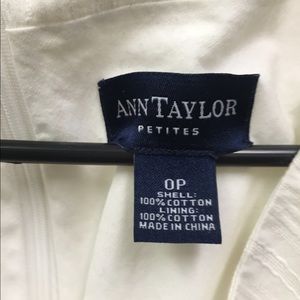 ANN TAYLOR
PETITES
0P
SHELL:
100% COTTON
LINING:
100% COTTON
MADE IN CHINA